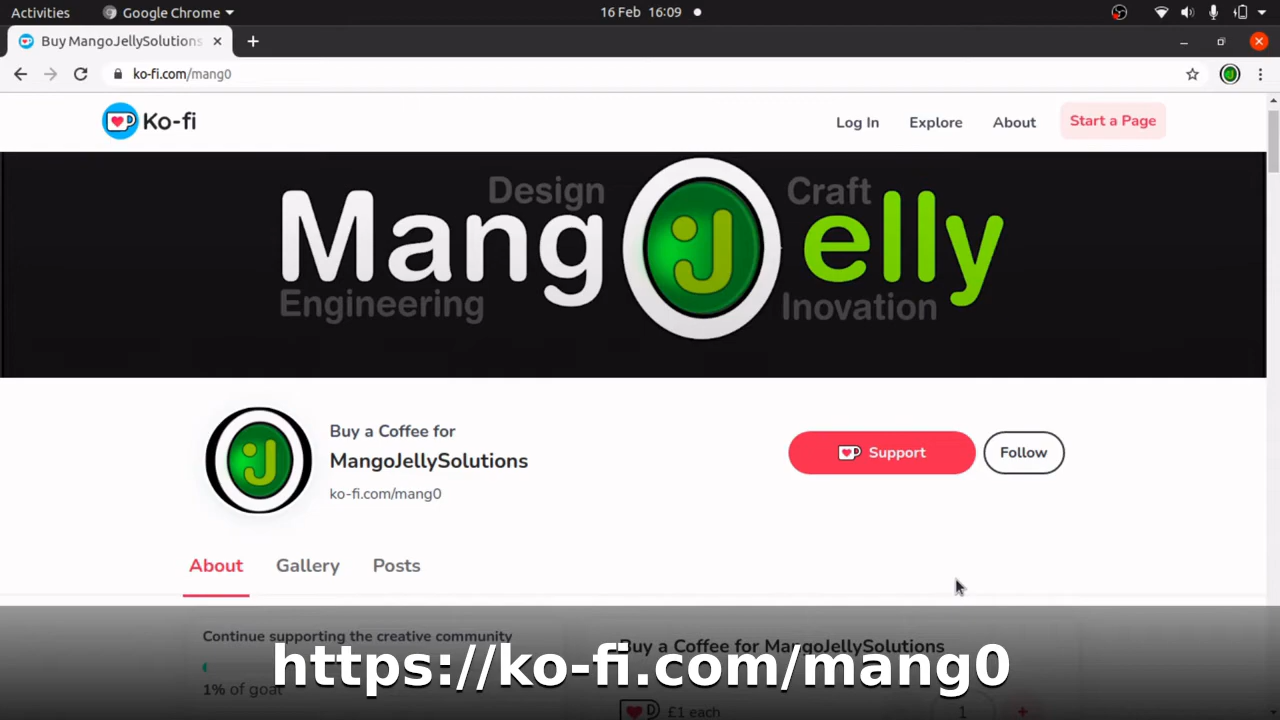 Activities
Google Chrome
16 Feb 16:09
Buy MangoJellySolutions
ko-fi.com/mang0
Ko-fi
Log In
Explore
About
Start a Page
Design
Craft
Mang J elly
Engineering
Inovation
Buy a Coffee for
MangoJellySolutions
ko-fi.com/mang0
Support
Follow
About
Gallery
Posts
Continue supporting the creative community
1% of goal
Buy a Coffee for MangoJellySolutions
https://ko-fi.com/mang0
£1 each
1
+